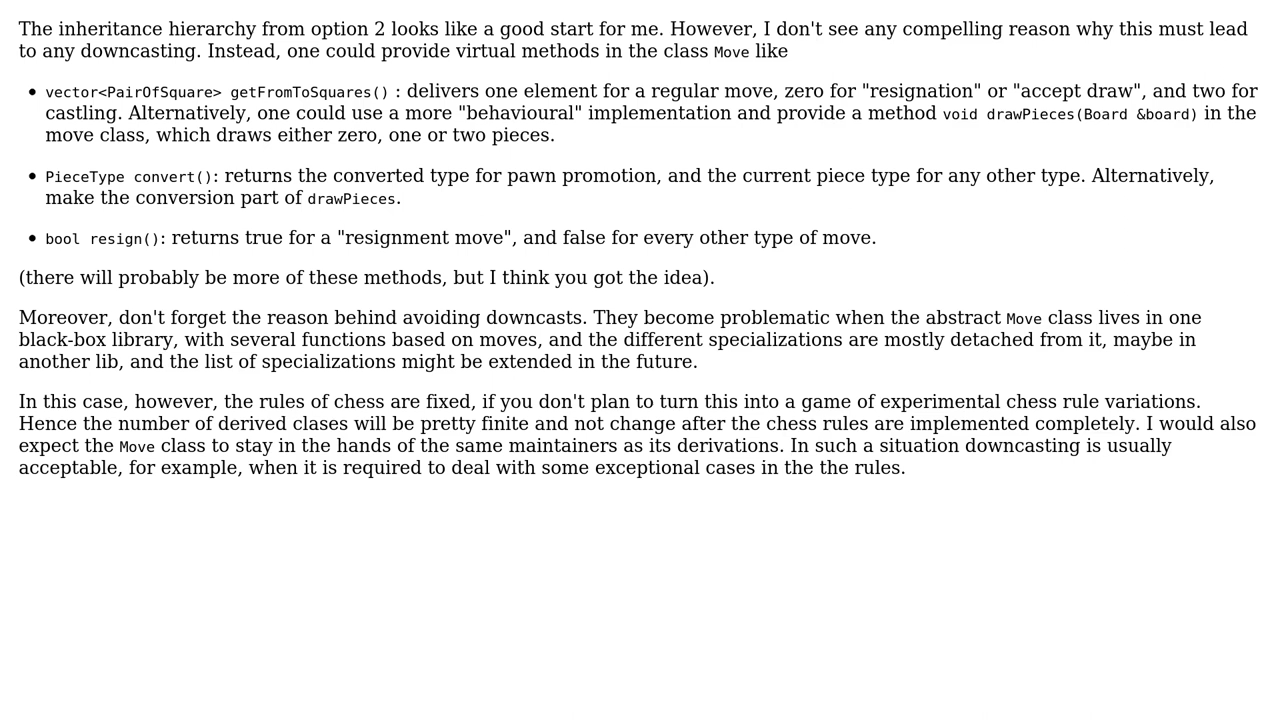 The inheritance hierarchy from option 2 looks like a good start for me. However, I don't see any compelling reason why this must lead
to any downcasting. Instead, one could provide virtual methods in the class Move like
• vector<PairOfSquare> getFromToSquares() : delivers one element for a regular move, zero for "resignation" or "accept draw", and two for
castling. Alternatively, one could use a more "behavioural" implementation and provide a method void drawPieces(Board &board) in the
move class, which draws either zero, one or two pieces.
• PieceType convert(): returns the converted type for pawn promotion, and the current piece type for any other type. Alternatively,
make the conversion part of drawPieces.
• bool resign(): returns true for a "resignment move", and false for every other type of move.
(there will probably be more of these methods, but I think you got the idea).
Moreover, don't forget the reason behind avoiding downcasts. They become problematic when the abstract Move class lives in one
black-box library, with several functions based on moves, and the different specializations are mostly detached from it, maybe in
another lib, and the list of specializations might be extended in the future.
In this case, however, the rules of chess are fixed, if you don't plan to turn this into a game of experimental chess rule variations.
Hence the number of derived clases will be pretty finite and not change after the chess rules are implemented completely. I would also
expect the Move class to stay in the hands of the same maintainers as its derivations. In such a situation downcasting is usually
acceptable, for example, when it is required to deal with some exceptional cases in the the rules.